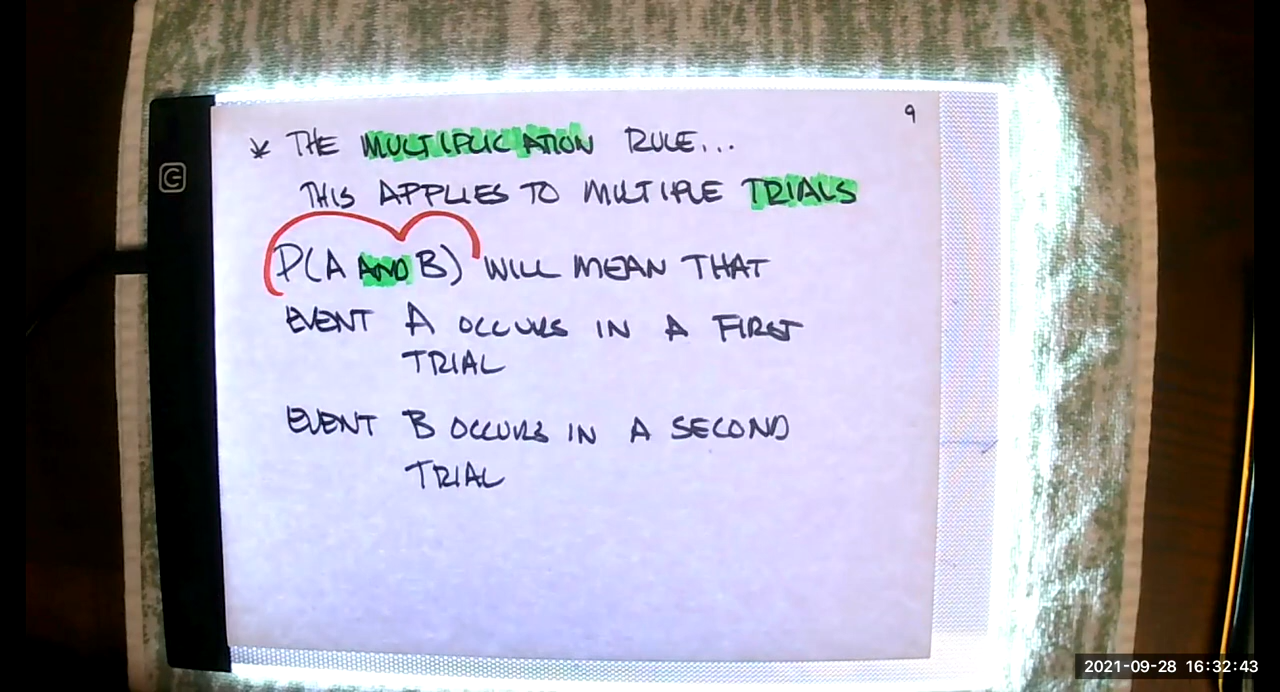 9
* THE MULTIPLICATION RULE...
THIS APPLIES TO MULTIPLE TRIALS
P(A AND B) WILL MEAN THAT
EVENT A OCCURS IN A FIRST
TRIAL
EVENT B OCCURS IN A SECOND
TRIAL
2021-09-28 16:32:43